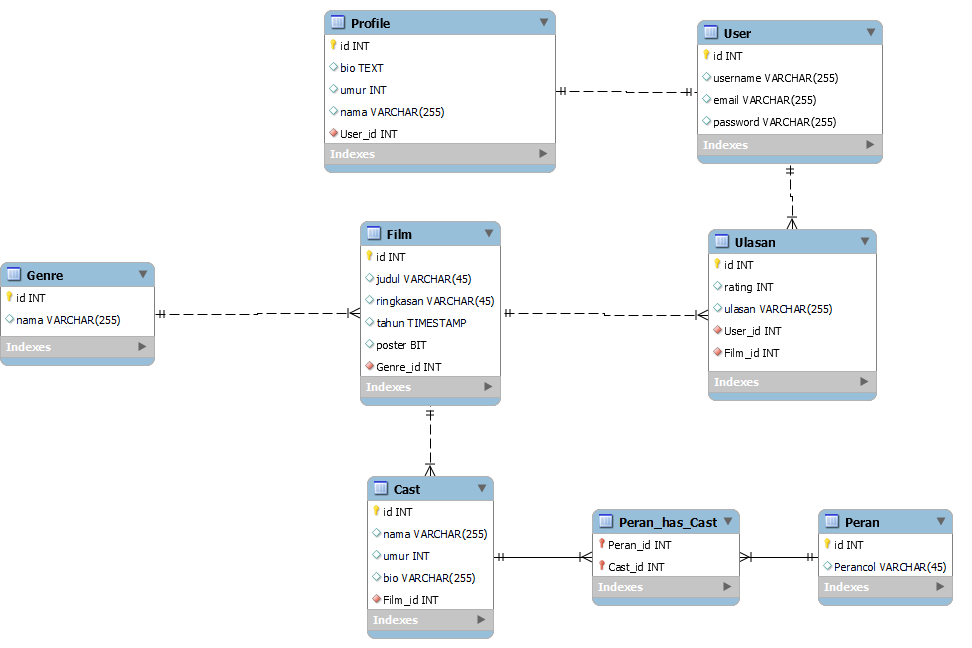 Profile
id INT
bio TEXT
umur INT
nama VARCHAR(255)
User_id INT
Indexes
User
id INT
username VARCHAR(255)
email VARCHAR(255)
password VARCHAR(255)
Indexes
Genre
id INT
nama VARCHAR(255)
Indexes
Film
id INT
judul VARCHAR(45)
ringkasan VARCHAR(45)
tahun TIMESTAMP
poster BIT
Genre_id INT
Indexes
Ulasan
id INT
rating INT
ulasan VARCHAR(255)
User_id INT
Film_id INT
Indexes
Cast
id INT
nama VARCHAR(255)
umur INT
bio VARCHAR(255)
Film_id INT
Indexes
Peran_has_Cast
Peran_id INT
Cast_id INT
Indexes
Peran
id INT
Perancol VARCHAR(45)
Indexes